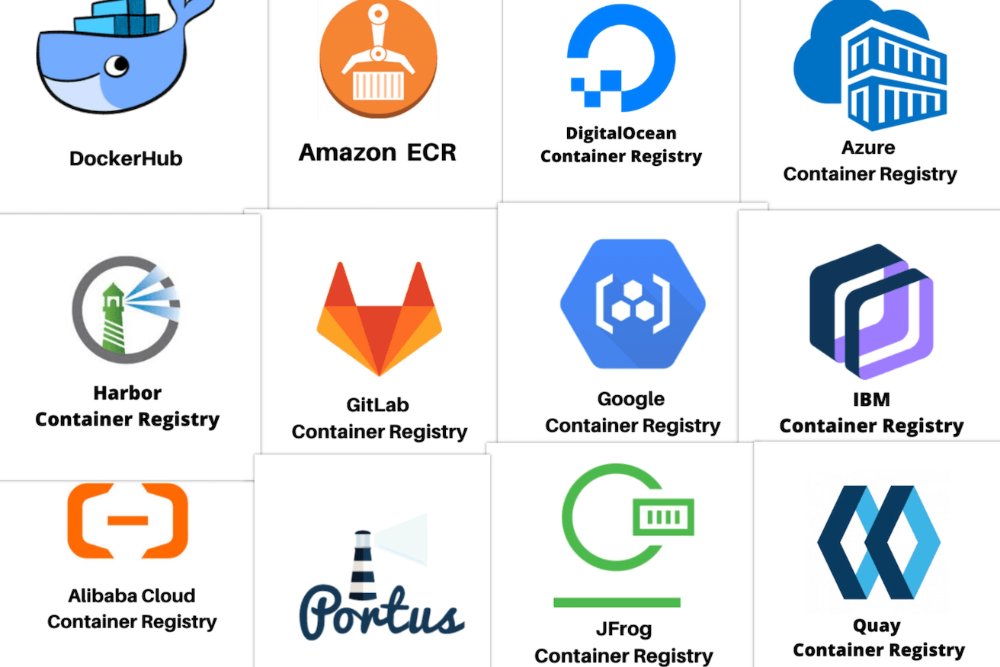 DockerHub
Amazon ECR
DigitalOcean
Container Registry
Azure
Container Registry
Harbor
Container Registry
GitLab
Container Registry
Google
Container Registry
IBM
Container Registry
Alibaba Cloud
Container Registry
Portus
JFrog
Container Registry
Quay
Container Registry